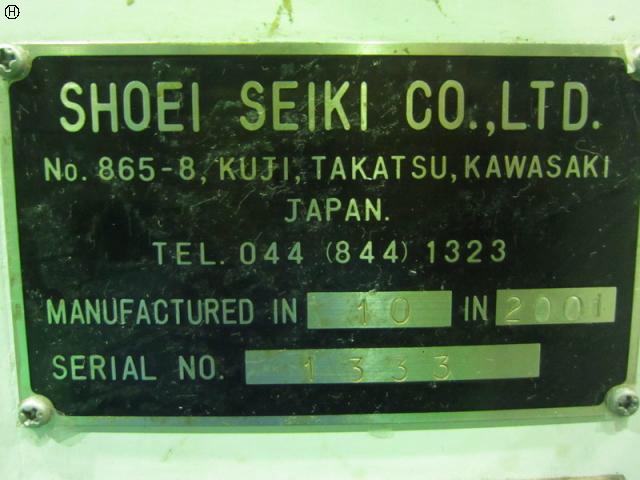 H
SHOEI SEIKI CO.,LTD.
No. 865-8, KUJI, TAKATSU, KAWASAKI
JAPAN.
TEL. 044 (844) 1323
MANUFACTURED IN 10 IN 2001
SERIAL NO. 1333